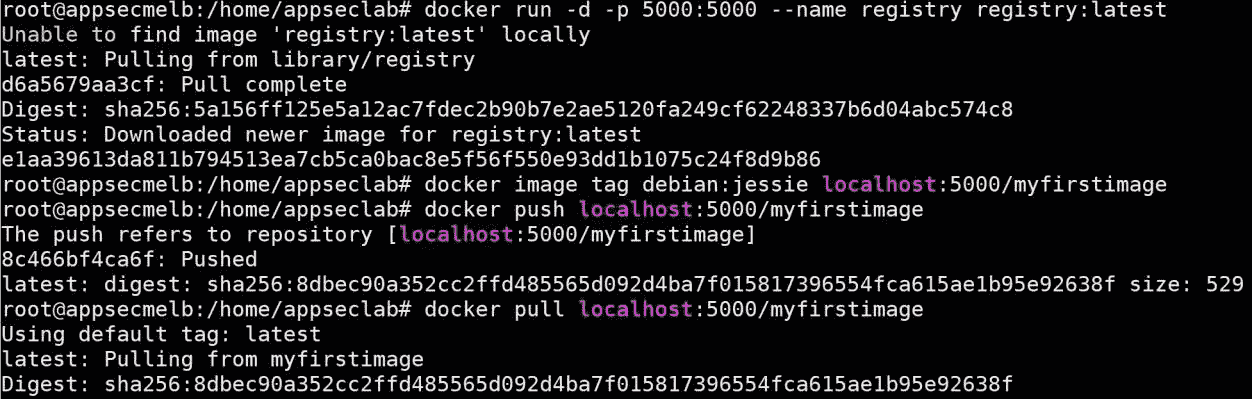 root@appsecmelb:/home/appseclab# docker run -d -p 5000:5000 --name registry registry:latest
Unable to find image 'registry:latest' locally
latest: Pulling from library/registry
d6a5679aa3cf: Pull complete
Digest: sha256:5a156ff125e5a12ac7fdec2b90b7e2ae5120fa249cf62248337b6d04abc574c8
Status: Downloaded newer image for registry:latest
e1aa39613da811b794513ea7cb5ca0bac8e5f56f550e93dd1b1075c24f8d9b86
root@appsecmelb:/home/appseclab# docker image tag debian:jessie localhost:5000/myfirstimage
root@appsecmelb:/home/appseclab# docker push localhost:5000/myfirstimage
The push refers to repository [localhost:5000/myfirstimage]
8c466bf4ca6f: Pushed
latest: digest: sha256:8dbec90a352cc2ffd485565d092d4ba7f015817396554fca615ae1b95e92638f size: 529
root@appsecmelb:/home/appseclab# docker pull localhost:5000/myfirstimage
Using default tag: latest
latest: Pulling from myfirstimage
Digest: sha256:8dbec90a352cc2ffd485565d092d4ba7f015817396554fca615ae1b95e92638f